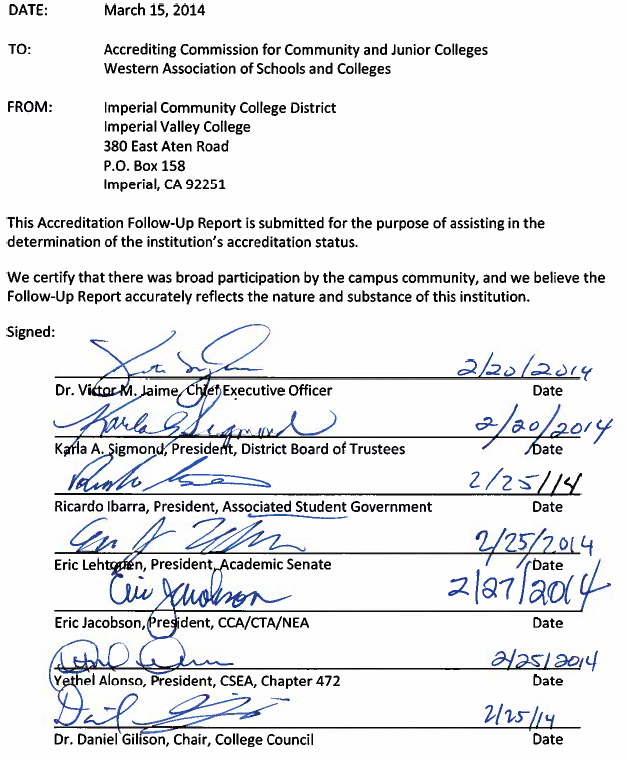 DATE: March 15, 2014
TO: Accrediting Commission for Community and Junior Colleges
Western Association of Schools and Colleges
FROM: Imperial Community College District
Imperial Valley College
380 East Aten Road
P.O. Box 158
Imperial, CA 92251
This Accreditation Follow-Up Report is submitted for the purpose of assisting in the
determination of the institution's accreditation status.
We certify that there was broad participation by the campus community, and we believe the
Follow-Up Report accurately reflects the nature and substance of this institution.
Signed:
2/20/2014
Dr. Victor M. Jaime, Chief Executive Officer Date
Karla A Sigmond 2/20/2014
Karla A. Sigmond, President, District Board of Trustees Date
2/25/14
Ricardo Ibarra, President, Associated Student Government Date
2/25/2014
Eric Lehtonen, President, Academic Senate Date
Eric Jacobson 2/27/2014
Eric Jacobson, President, CCA/CTA/NEA Date
2/25/2014
Yethel Alonso, President, CSEA, Chapter 472 Date
2/25/14
Dr. Daniel Gilison, Chair, College Council Date